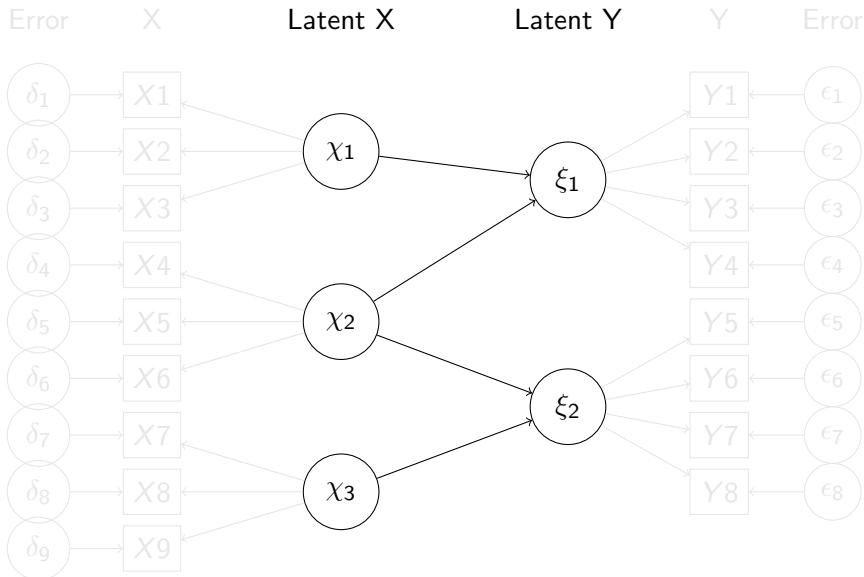 Error X Latent X Latent Y Y Error
δ1 X1 Y1 ϵ1
χ1
δ2 X2 Y2 ϵ2
ξ1
δ3 X3 Y3 ϵ3
δ4 X4 Y4 ϵ4
δ5 X5 χ2 Y5 ϵ5
δ6 X6 Y6 ϵ6
ξ2
δ7 X7 Y7 ϵ7
δ8 X8 χ3 Y8 ϵ8
δ9 X9